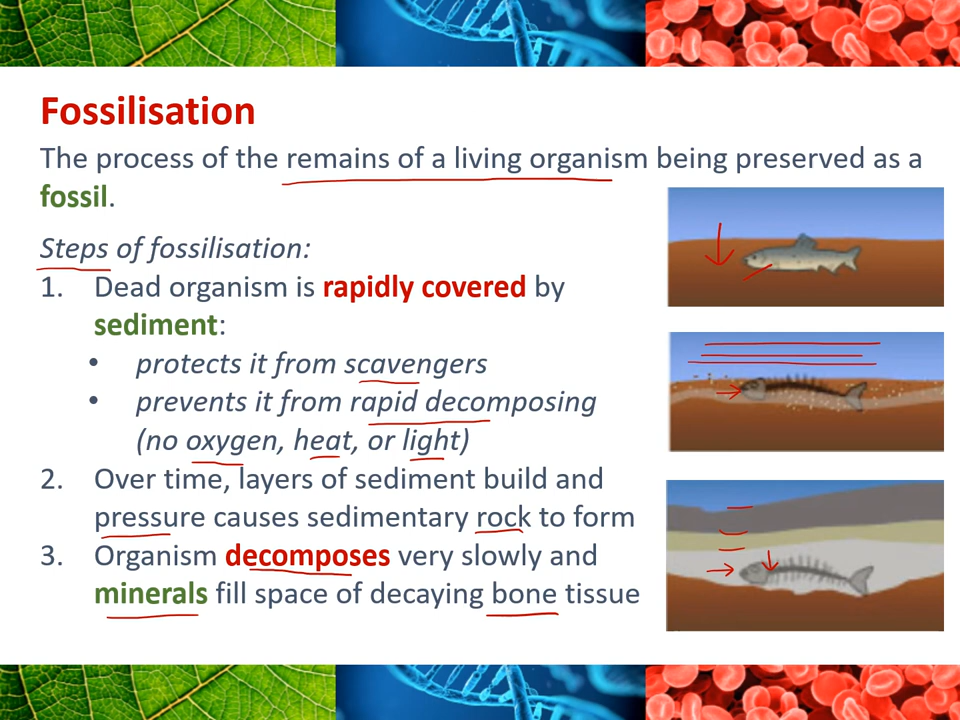 Fossilisation
The process of the remains of a living organism being preserved as a
fossil.
Steps of fossilisation:
1. Dead organism is rapidly covered by
sediment:
• protects it from scavengers
• prevents it from rapid decomposing
(no oxygen, heat, or light)
2. Over time, layers of sediment build and
pressure causes sedimentary rock to form
3. Organism decomposes very slowly and
minerals fill space of decaying bone tissue